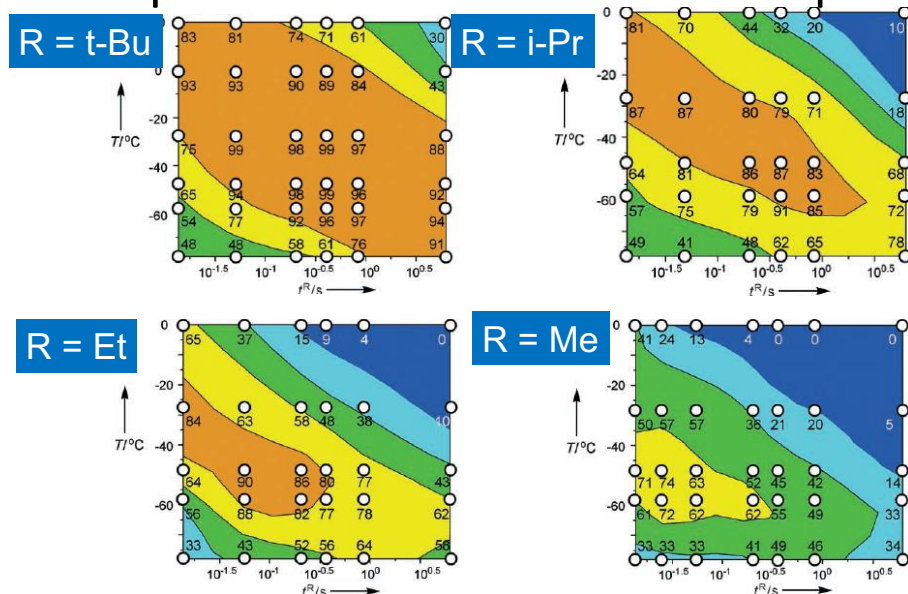 R = t-Bu
0
83 81 74 71 61 30
0
93 93 90 89 84 43
-20
T/°C
75 99 98 99 97 88
-40
65 94 98 99 96 92
-60
54 77 92 96 97 94
48 48 58 61 76 91
10^-1.5 10^-1 10^-0.5 10^0 10^0.5
t^R/s
R = i-Pr
0
81 70 44 32 20 10
-20
87 87 80 79 71 18
T/°C
-40
64 81 86 87 83 68
-60
57 75 79 91 85 72
49 41 48 62 65 78
10^-1.5 10^-1 10^-0.5 10^0 10^0.5
t^R/s
R = Et
0
65 37 15 9 4 0
-20
84 63 58 48 38 10
T/°C
-40
64 90 86 80 77 43
-60
56 88 82 77 78 62
33 43 52 56 64
10^-1.5 10^-1 10^-0.5 10^0 10^0.5
t^R/s
R = Me
0
41 24 13 4 0 0 0
-20
50 57 57 36 21 20 5
T/°C
-40
71 74 63 52 45 42 14
-60
61 72 62 62 55 49 33
33 33 33 41 49 46 34
10^-1.5 10^-1 10^-0.5 10^0 10^0.5
t^R/s